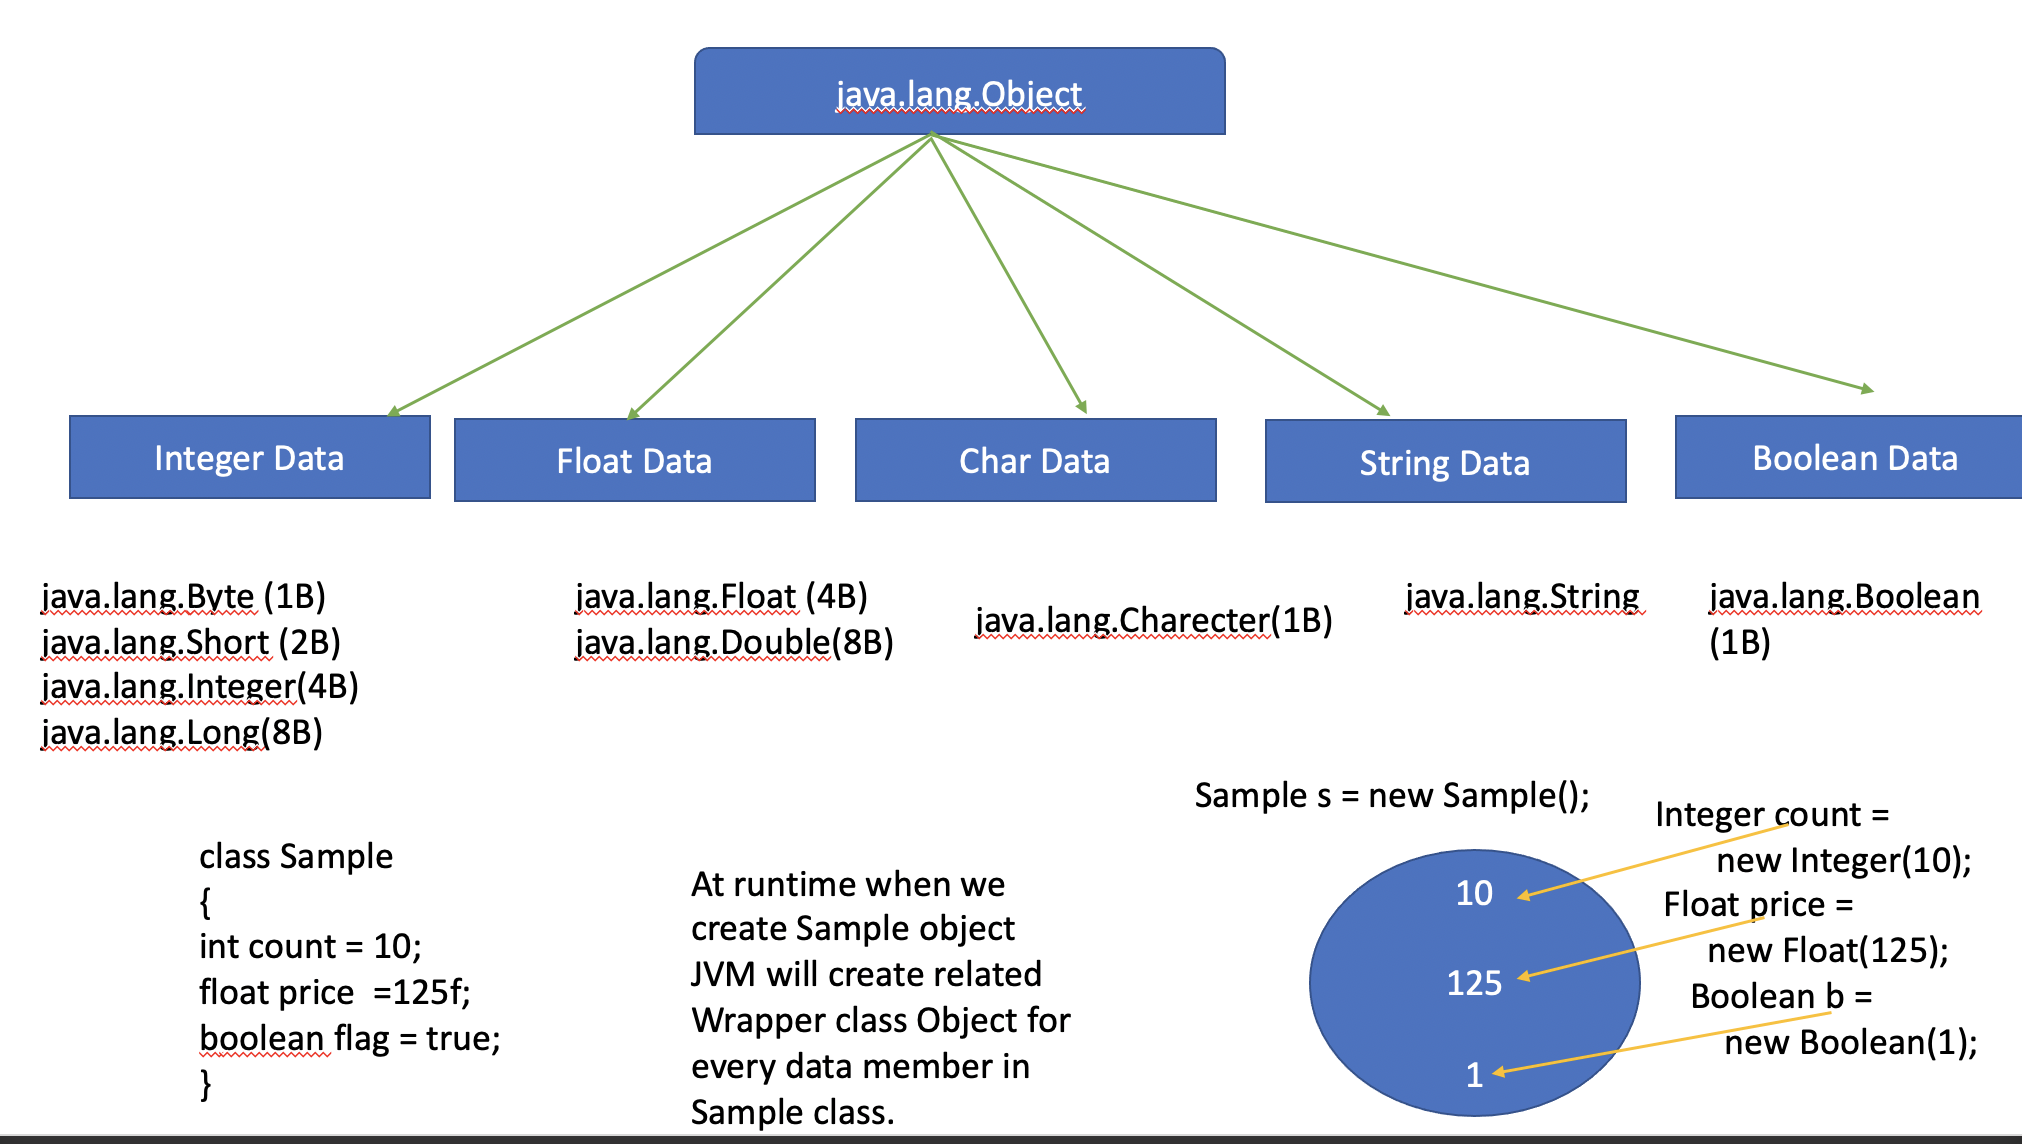 java.lang.Object
Integer Data
Float Data
Char Data
String Data
Boolean Data
java.lang.Byte (1B)
java.lang.Short (2B)
java.lang.Integer(4B)
java.lang.Long(8B)
java.lang.Float (4B)
java.lang.Double(8B)
java.lang.Charecter(1B)
java.lang.String
java.lang.Boolean
(1B)
class Sample
{
int count = 10;
float price  =125f;
boolean flag = true;
}
At runtime when we
create Sample object
JVM will create related
Wrapper class Object for
every data member in
Sample class.
Sample s = new Sample();
10
125
1
Integer count =
new Integer(10);
Float price =
new Float(125);
Boolean b =
new Boolean(1);